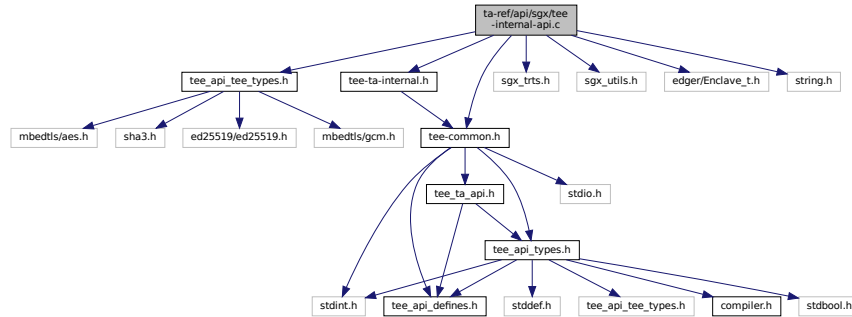 ta-ref/api/sgx/tee
-internal-api.c
tee_api_tee_types.h
tee-ta-internal.h
sgx_trts.h
sgx_utils.h
edger/Enclave_t.h
string.h
mbedtls/aes.h
sha3.h
ed25519/ed25519.h
mbedtls/gcm.h
tee-common.h
tee_ta_api.h
stdio.h
tee_api_types.h
stdint.h
tee_api_defines.h
stddef.h
tee_api_tee_types.h
compiler.h
stdbool.h